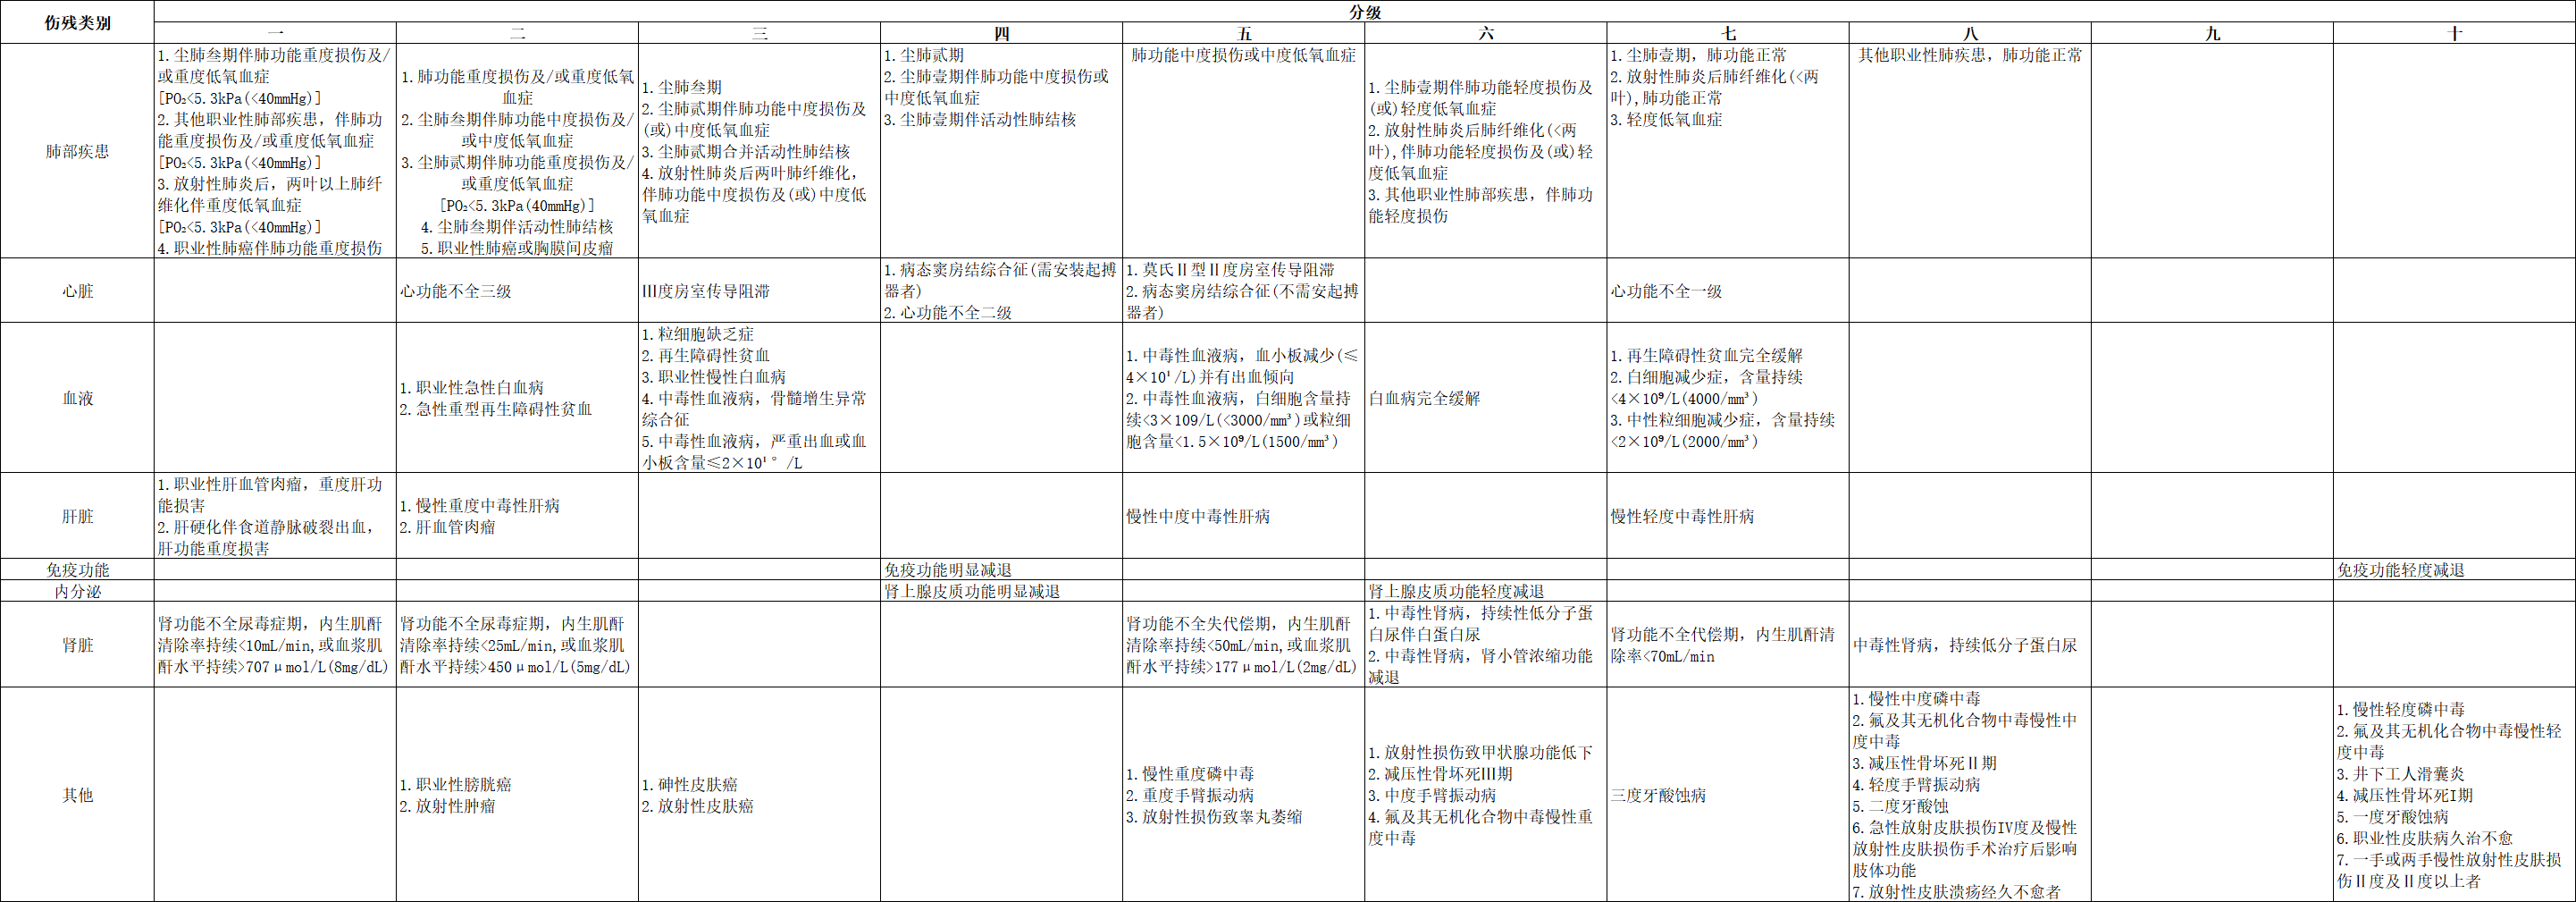 伤残类别
分级
一 二 三 四 五 六 七 八 九 十
肺部疾患
1.尘肺叁期伴肺功能重度损伤及/
或重度低氧血症
[PO₂<5.3kPa(<40mmHg)]
2.其他职业性肺部疾患，伴肺功
能重度损伤及/或重度低氧血症
[PO₂<5.3kPa(<40mmHg)]
3.放射性肺炎后，两叶以上肺纤
维化伴重度低氧血症
[PO₂<5.3kPa(<40mmHg)]
4.职业性肺癌伴肺功能重度损伤
1.肺功能重度损伤及/或重度低氧
血症
2.尘肺叁期伴肺功能中度损伤及/
或中度低氧血症
3.尘肺贰期伴肺功能重度损伤及/
或重度低氧血症
[PO₂<5.3kPa(40mmHg)]
4.尘肺叁期伴活动性肺结核
5.职业性肺癌或胸膜间皮瘤
1.尘肺叁期
2.尘肺贰期伴肺功能中度损伤及
(或)中度低氧血症
3.尘肺贰期合并活动性肺结核
4.放射性肺炎后两叶肺纤维化，
伴肺功能中度损伤及(或)中度低
氧血症
1.尘肺贰期
2.尘肺壹期伴肺功能中度损伤或
中度低氧血症
3.尘肺壹期伴活动性肺结核
肺功能中度损伤或中度低氧血症
1.尘肺壹期伴肺功能轻度损伤及
(或)轻度低氧血症
2.放射性肺炎后肺纤维化(<两
叶),伴肺功能轻度损伤及(或)轻
度低氧血症
3.其他职业性肺部疾患，伴肺功
能轻度损伤
1.尘肺壹期，肺功能正常
2.放射性肺炎后肺纤维化(<两
叶),肺功能正常
3.轻度低氧血症
其他职业性肺疾患，肺功能正常
心脏
心功能不全三级
Ⅲ度房室传导阻滞
1.病态窦房结综合征(需安装起搏
器者)
2.心功能不全二级
1.莫氏Ⅱ型Ⅱ度房室传导阻滞
2.病态窦房结综合征(不需安起搏
器者)
心功能不全一级
血液
1.职业性急性白血病
2.急性重型再生障碍性贫血
1.粒细胞缺乏症
2.再生障碍性贫血
3.职业性慢性白血病
4.中毒性血液病，骨髓增生异常
综合征
5.中毒性血液病，严重出血或血
小板含量≤2×10¹°/L
1.中毒性血液病，血小板减少(≤
4×10¹/L)并有出血倾向
2.中毒性血液病，白细胞含量持
续<3×109/L(<3000/mm³)或粒细
胞含量<1.5×10⁹/L(1500/mm³)
白血病完全缓解
1.再生障碍性贫血完全缓解
2.白细胞减少症，含量持续
<4×10⁹/L(4000/mm³)
3.中性粒细胞减少症，含量持续
<2×10⁹/L(2000/mm³)
肝脏
1.职业性肝血管肉瘤，重度肝功
能损害
2.肝硬化伴食道静脉破裂出血，
肝功能重度损害
1.慢性重度中毒性肝病
2.肝血管肉瘤
慢性中度中毒性肝病
慢性轻度中毒性肝病
免疫功能
免疫功能明显减退
免疫功能轻度减退
内分泌
肾上腺皮质功能明显减退
肾上腺皮质功能轻度减退
肾脏
肾功能不全尿毒症期，内生肌酐
清除率持续<10mL/min,或血浆肌
酐水平持续>707μmol/L(8mg/dL)
肾功能不全尿毒症期，内生肌酐
清除率持续<25mL/min,或血浆肌
酐水平持续>450μmol/L(5mg/dL)
肾功能不全失代偿期，内生肌酐
清除率持续<50mL/min,或血浆肌
酐水平持续>177μmol/L(2mg/dL)
1.中毒性肾病，持续性低分子蛋
白尿伴白蛋白尿
2.中毒性肾病，肾小管浓缩功能
减退
肾功能不全代偿期，内生肌酐清
除率<70mL/min
中毒性肾病，持续低分子蛋白尿
其他
1.职业性膀胱癌
2.放射性肿瘤
1.砷性皮肤癌
2.放射性皮肤癌
1.慢性重度磷中毒
2.重度手臂振动病
3.放射性损伤致睾丸萎缩
1.放射性损伤致甲状腺功能低下
2.减压性骨坏死Ⅲ期
3.中度手臂振动病
4.氟及其无机化合物中毒慢性重
度中毒
三度牙酸蚀病
1.慢性中度磷中毒
2.氟及其无机化合物中毒慢性中
度中毒
3.减压性骨坏死Ⅱ期
4.轻度手臂振动病
5.二度牙酸蚀
6.急性放射皮肤损伤IV度及慢性
放射性皮肤损伤手术治疗后影响
肢体功能
7.放射性皮肤溃疡经久不愈者
1.慢性轻度磷中毒
2.氟及其无机化合物中毒慢性轻
度中毒
3.井下工人滑囊炎
4.减压性骨坏死I期
5.一度牙酸蚀病
6.职业性皮肤病久治不愈
7.一手或两手慢性放射性皮肤损
伤Ⅱ度及Ⅱ度以上者